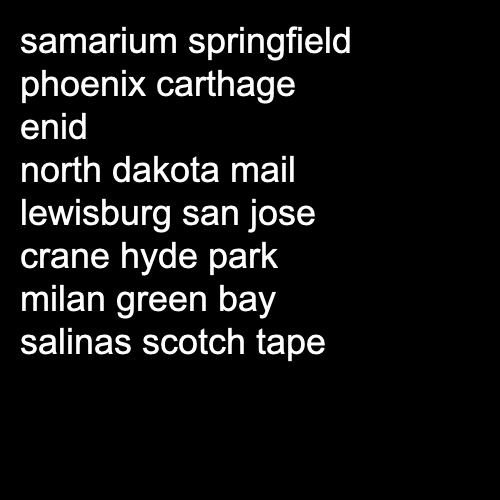 samarium springfield
phoenix carthage
enid
north dakota mail
lewisburg san jose
crane hyde park
milan green bay
salinas scotch tape